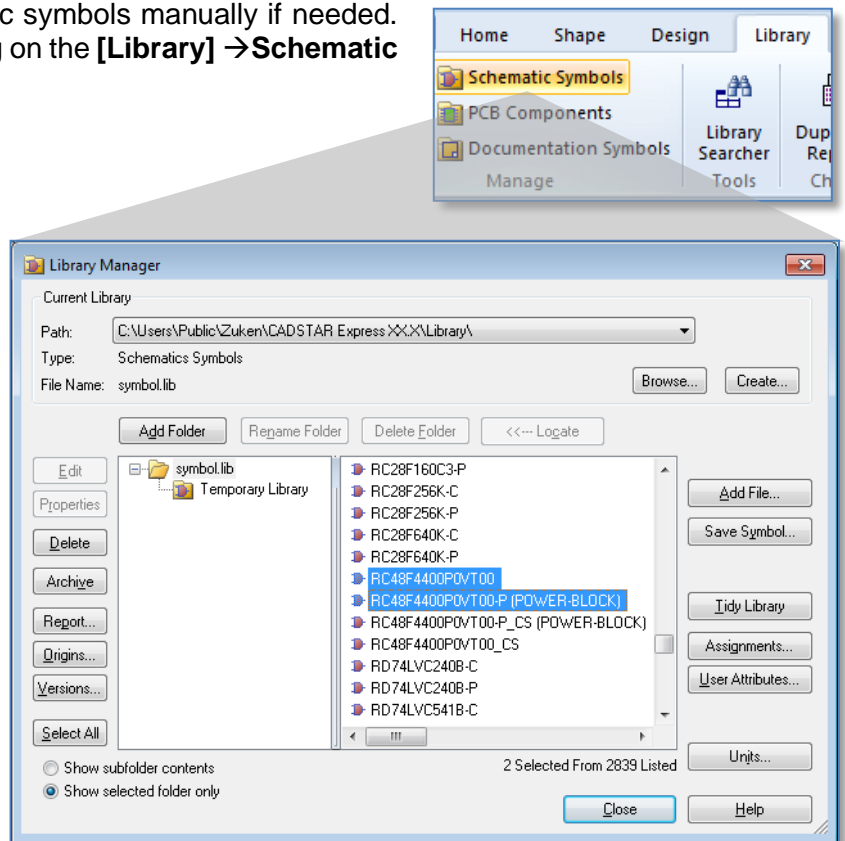 c symbols manually if needed.
g on the [Library] →Schematic
Home Shape Design Library
Schematic Symbols
PCB Components
Documentation Symbols
Manage
Library
Searcher
Tools
Dup
Rep
Ch
Library Manager
Current Library
Path: C:\Users\Public\Zuken\CADSTAR Express XX.X\Library\
Type: Schematics Symbols
File Name: symbol.lib
Browse... Create...
Add Folder Rename Folder Delete Folder <<--- Locate
Edit
Properties
Delete
Archive
Report...
Origins...
Versions...
Select All
symbol.lib
Temporary Library
RC28F160C3-P
RC28F256K-C
RC28F256K-P
RC28F640K-C
RC28F640K-P
RC48F4400P0VT00
RC48F4400P0VT00-P (POWER-BLOCK)
RC48F4400P0VT00-P_CS (POWER-BLOCK)
RC48F4400P0VT00_CS
RD74LVC240B-C
RD74LVC240B-P
RD74LVC541B-C
Add File...
Save Symbol...
Tidy Library
Assignments...
User Attributes...
Units...
Show subfolder contents
Show selected folder only
2 Selected From 2839 Listed
Close Help